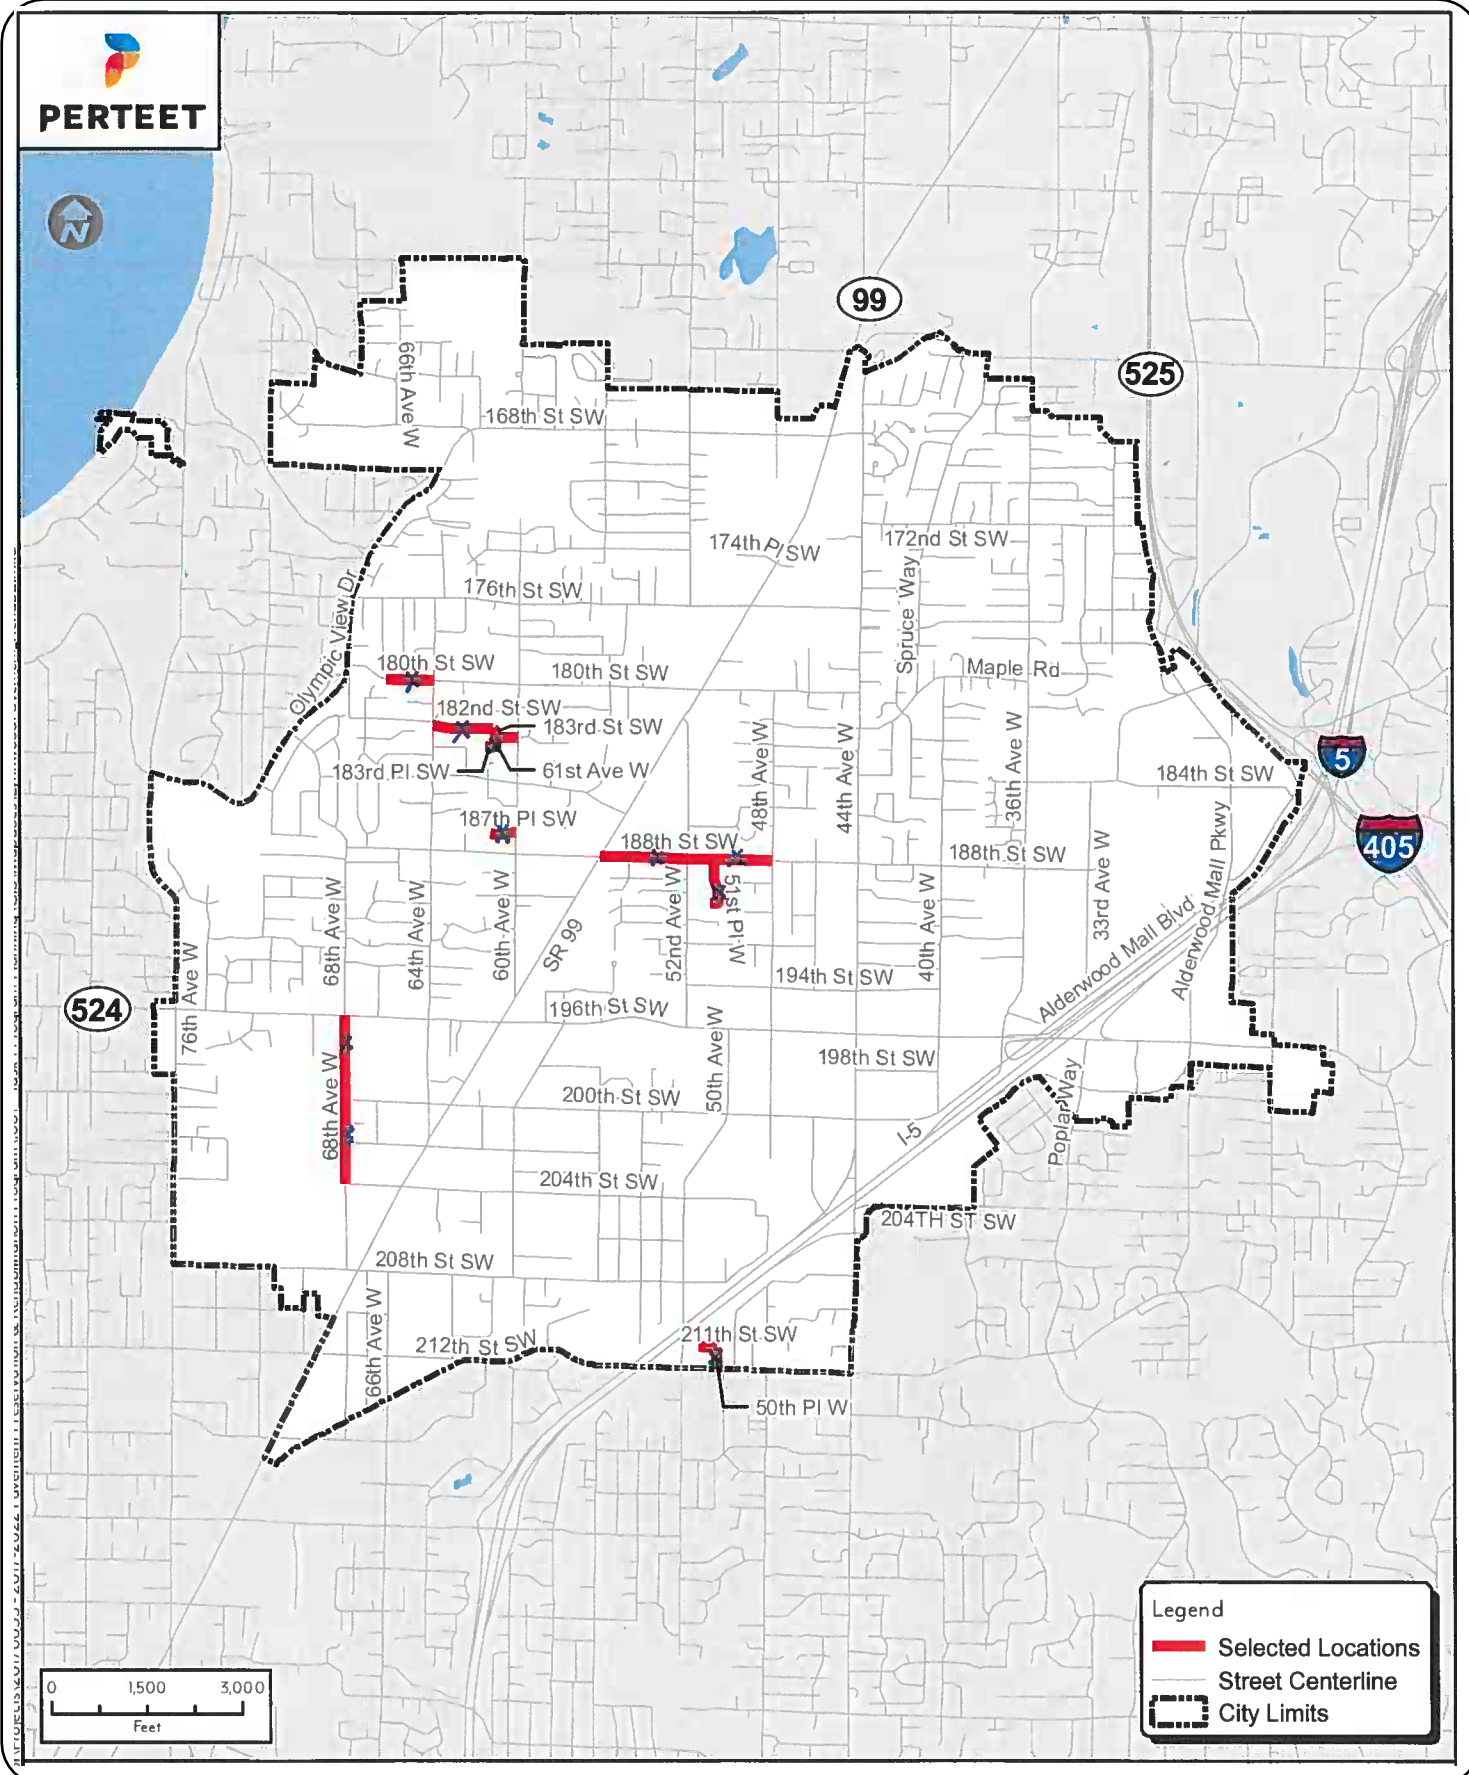 PERTEET
N
99
525
66th Ave W
168th St SW
174th Pl SW
172nd St SW
176th St SW
Spruce Way
Olympic View Dr
180th St SW
180th St SW
Maple Rd
182nd St SW
183rd St SW
183rd Pl SW
61st Ave W
48th Ave W
44th Ave W
36th Ave W
184th St SW
5
405
187th Pl SW
188th St SW
188th St SW
33rd Ave W
Alderwood Mall Pkwy
68th Ave W
64th Ave W
60th Ave W
SR 99
52nd Ave W
51st Pl W
40th Ave W
Alderwood Mall Blvd
194th St SW
524
76th Ave W
196th St SW
198th St SW
50th Ave W
68th Ave W
200th St SW
Poplar Way
I-5
204th St SW
204TH ST SW
208th St SW
66th Ave W
212th St SW
211th St SW
50th Pl W
Legend
Selected Locations
Street Centerline
City Limits
0 1,500 3,000
Feet